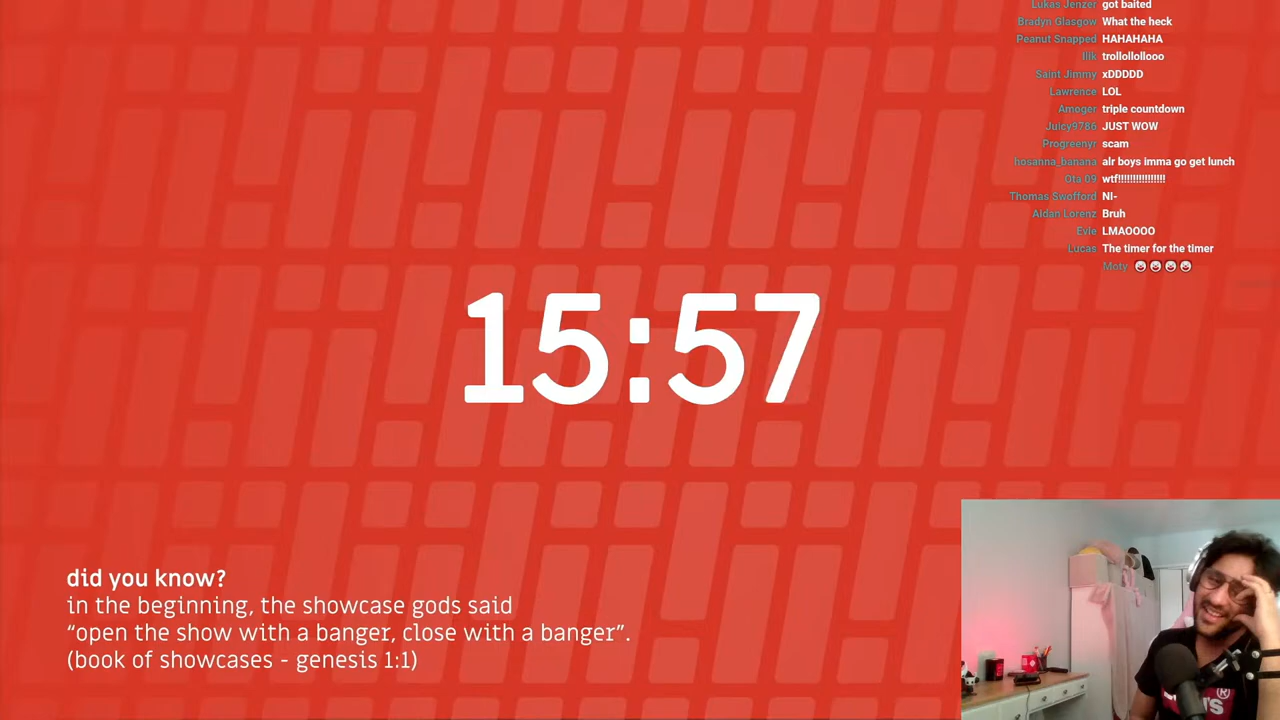 Lukas Jenzer got baited
Bradyn Glasgow What the heck
Peanut Snapped HAHAHAHA
trollollollooo
Saint Jimmy xDDDDD
Lawrence LOL
Amoger triple countdown
Juicy9786 JUST WOW
Progreenyr scam
hosanna_banana alr boys imma go get lunch
Ota 09 wtf!!!!!!!!!!!!!!!!
Thomas Swofford NI-
Aidan Lorenz Bruh
Evie LMAOOOO
Lucas The timer for the timer
Moty
15:57
did you know?
in the beginning, the showcase gods said
“open the show with a banger, close with a banger”.
(book of showcases - genesis 1:1)